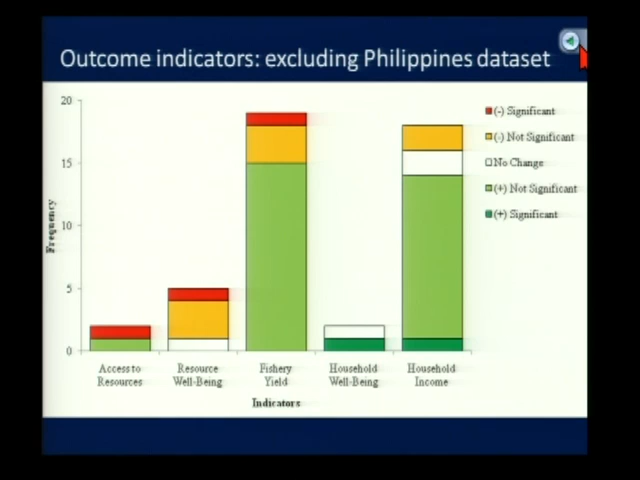 Outcome indicators: excluding Philippines dataset
20
15
10
5
0
Frequency
(-) Significant
(-) Not Significant
No Change
(+) Not Significant
(+) Significant
Access to
Resources
Resource
Well-Being
Fishery
Yield
Household
Well-Being
Household
Income
Indicators